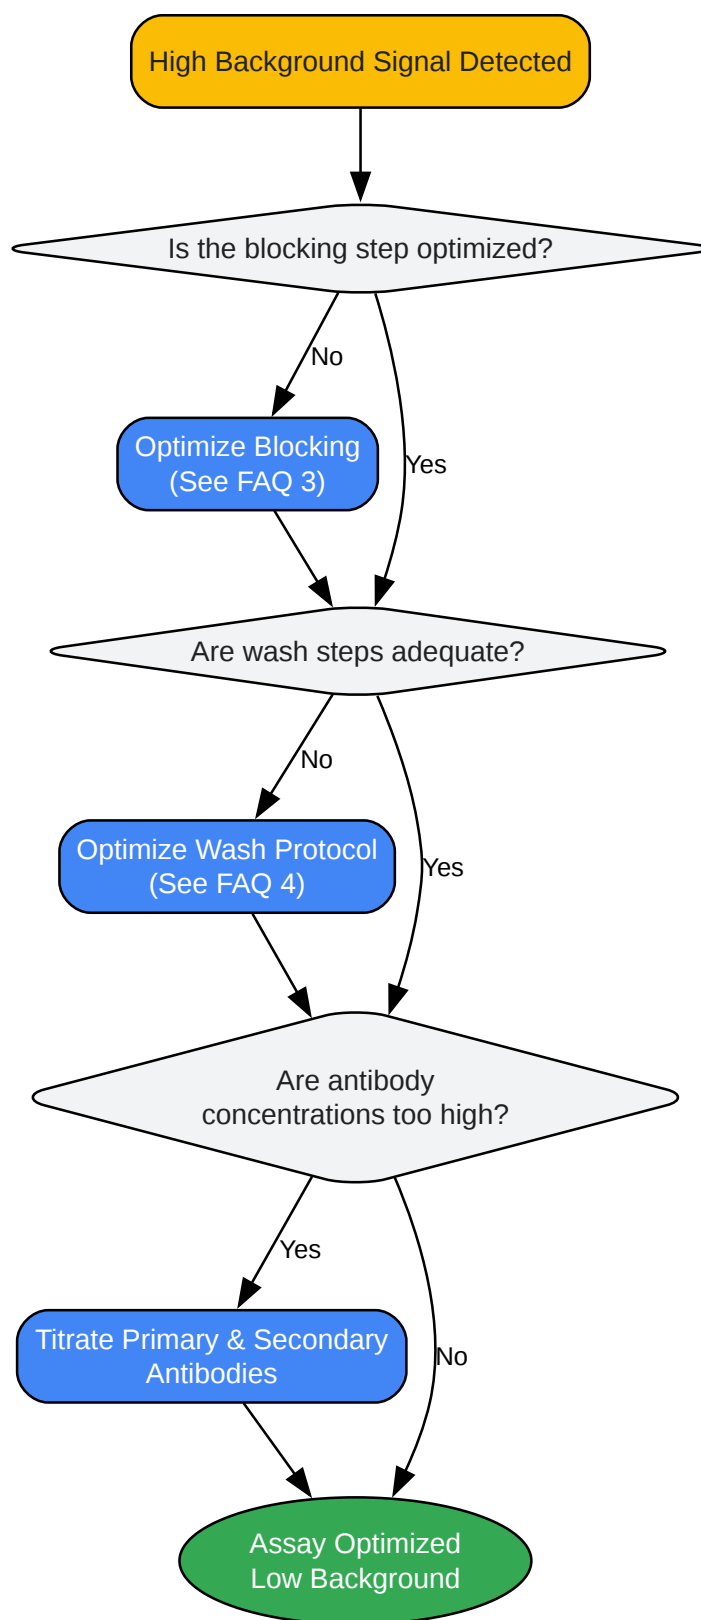 High Background Signal Detected
Is the blocking step optimized?
No
Optimize Blocking
(See FAQ 3)
Yes
Are wash steps adequate?
No
Optimize Wash Protocol
(See FAQ 4)
Yes
Are antibody
concentrations too high?
Yes
Titrate Primary & Secondary
Antibodies
No
Assay Optimized
Low Background